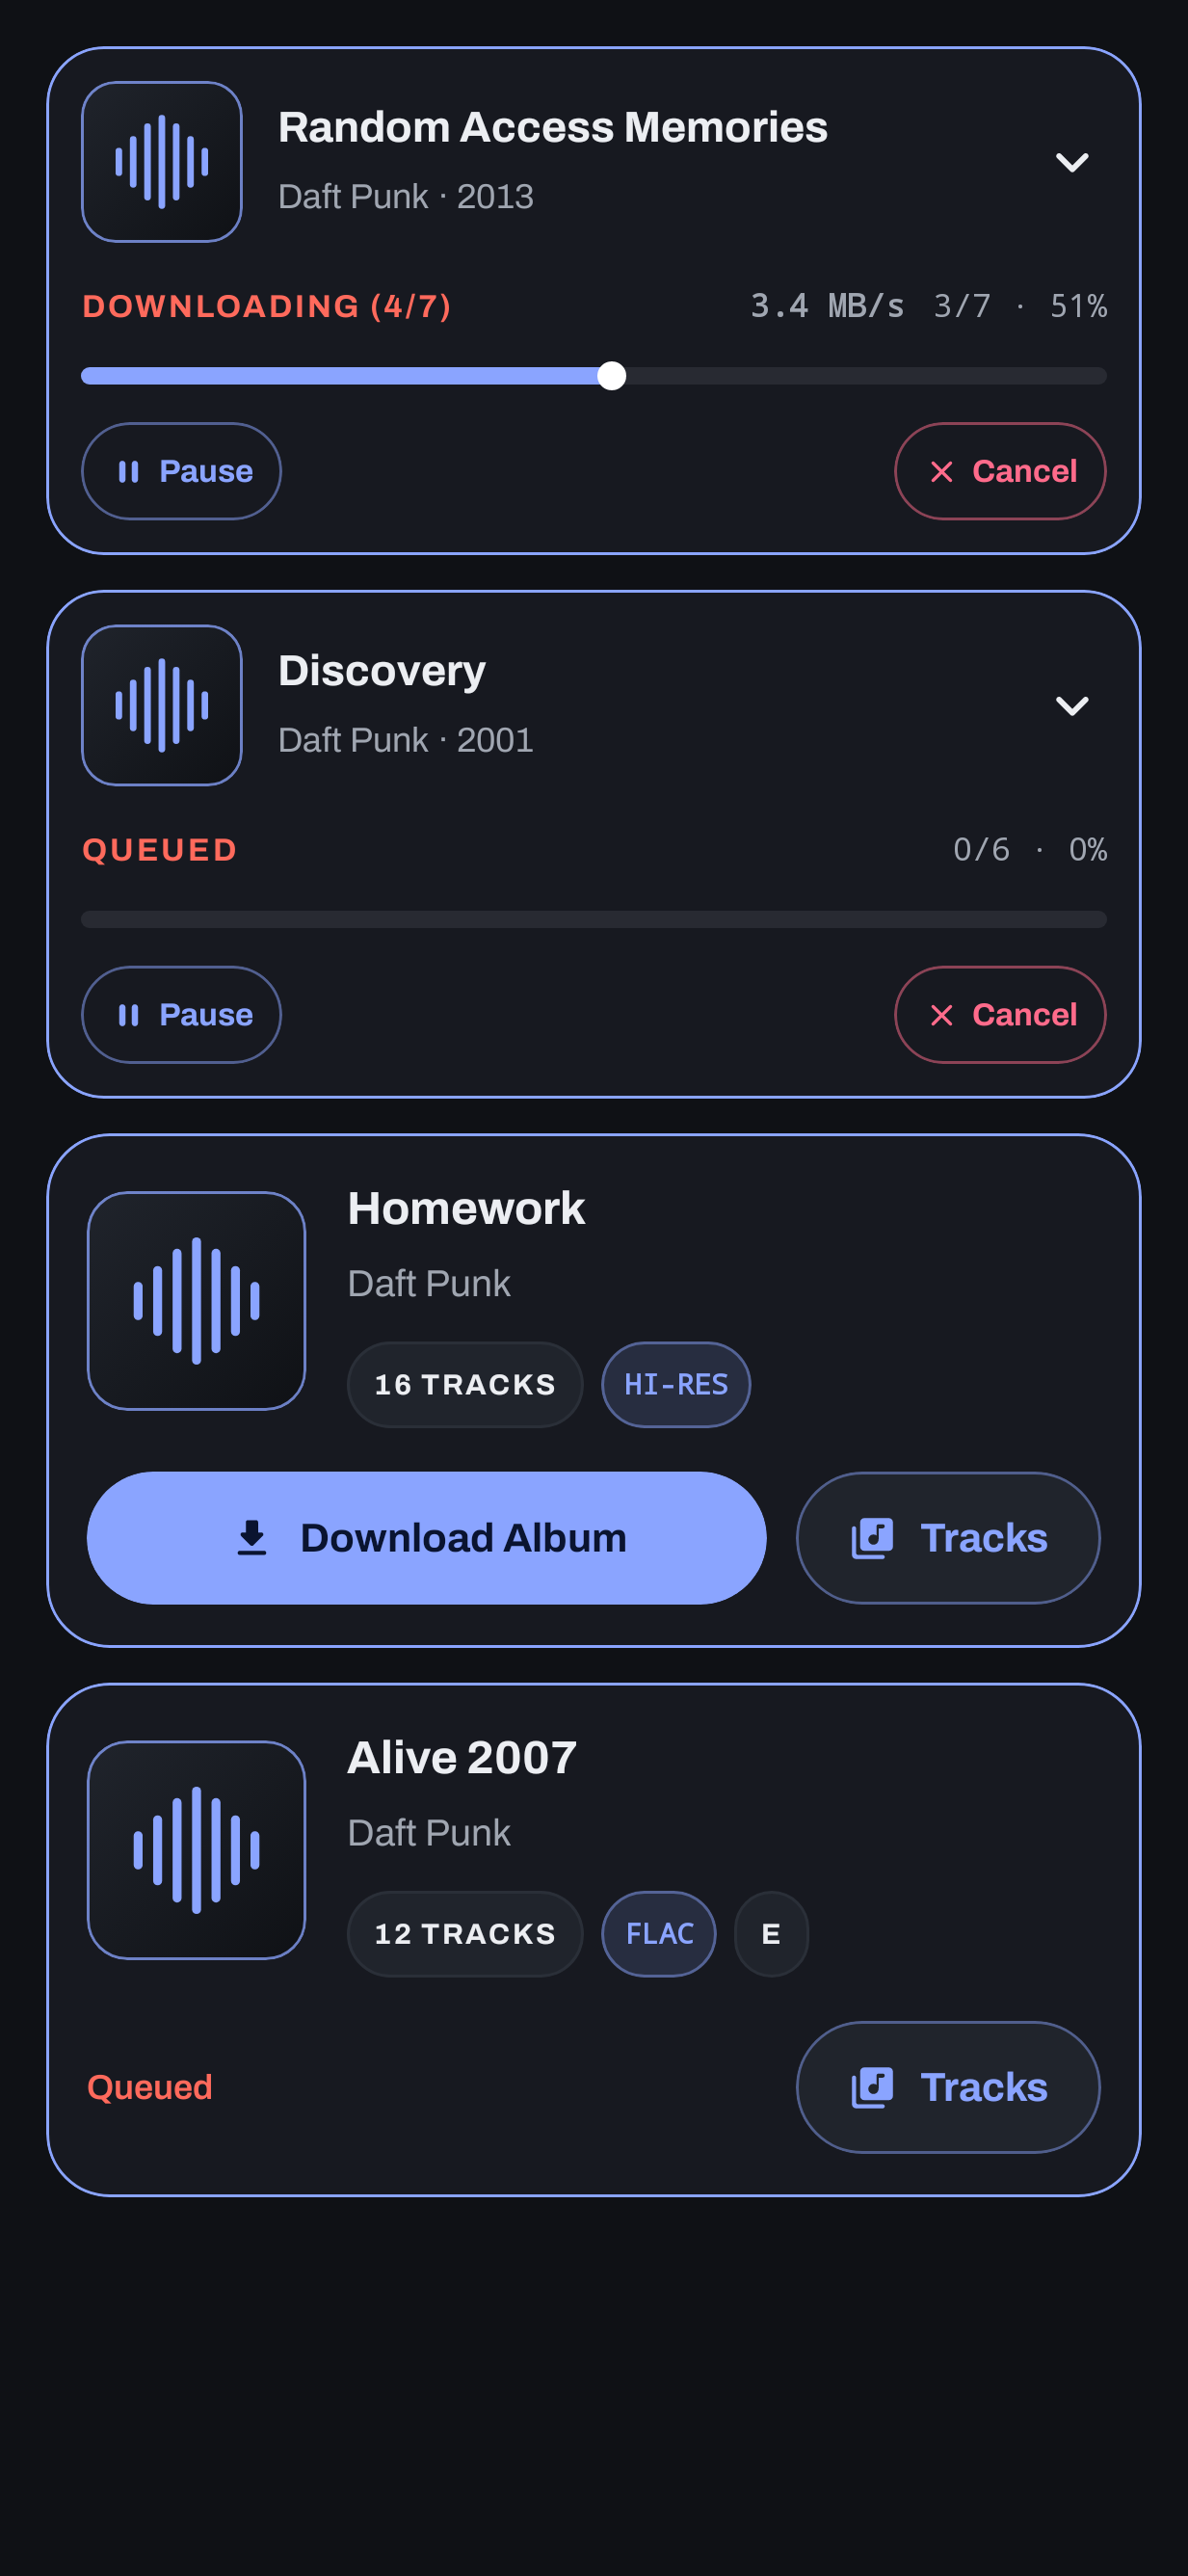 Random Access Memories
Daft Punk · 2013
DOWNLOADING (4/7) 3.4 MB/s 3/7 · 51%
Pause Cancel
Discovery
Daft Punk · 2001
QUEUED 0/6 · 0%
Pause Cancel
Homework
Daft Punk
16 TRACKS HI-RES
Download Album Tracks
Alive 2007
Daft Punk
12 TRACKS FLAC E
Queued Tracks